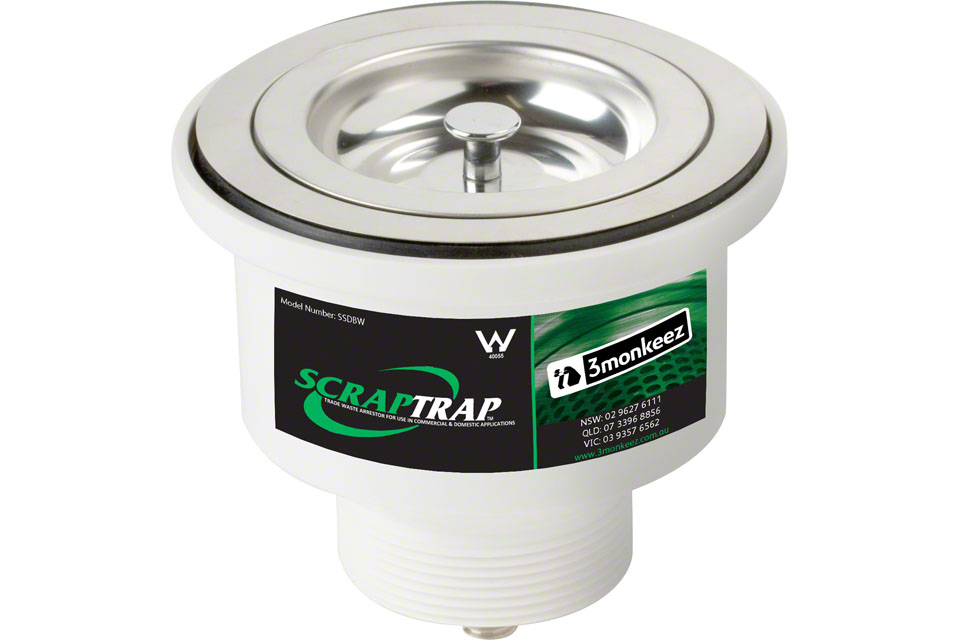 Model Number: SSDBW
W
40055
SCRAPTRAP™
TRADE WASTE ARRESTOR FOR USE IN COMMERCIAL & DOMESTIC APPLICATIONS
3monkeez
NSW: 02 9627 6111
QLD: 07 3396 8856
VIC: 03 9357 6562
www.3monkeez.com.au